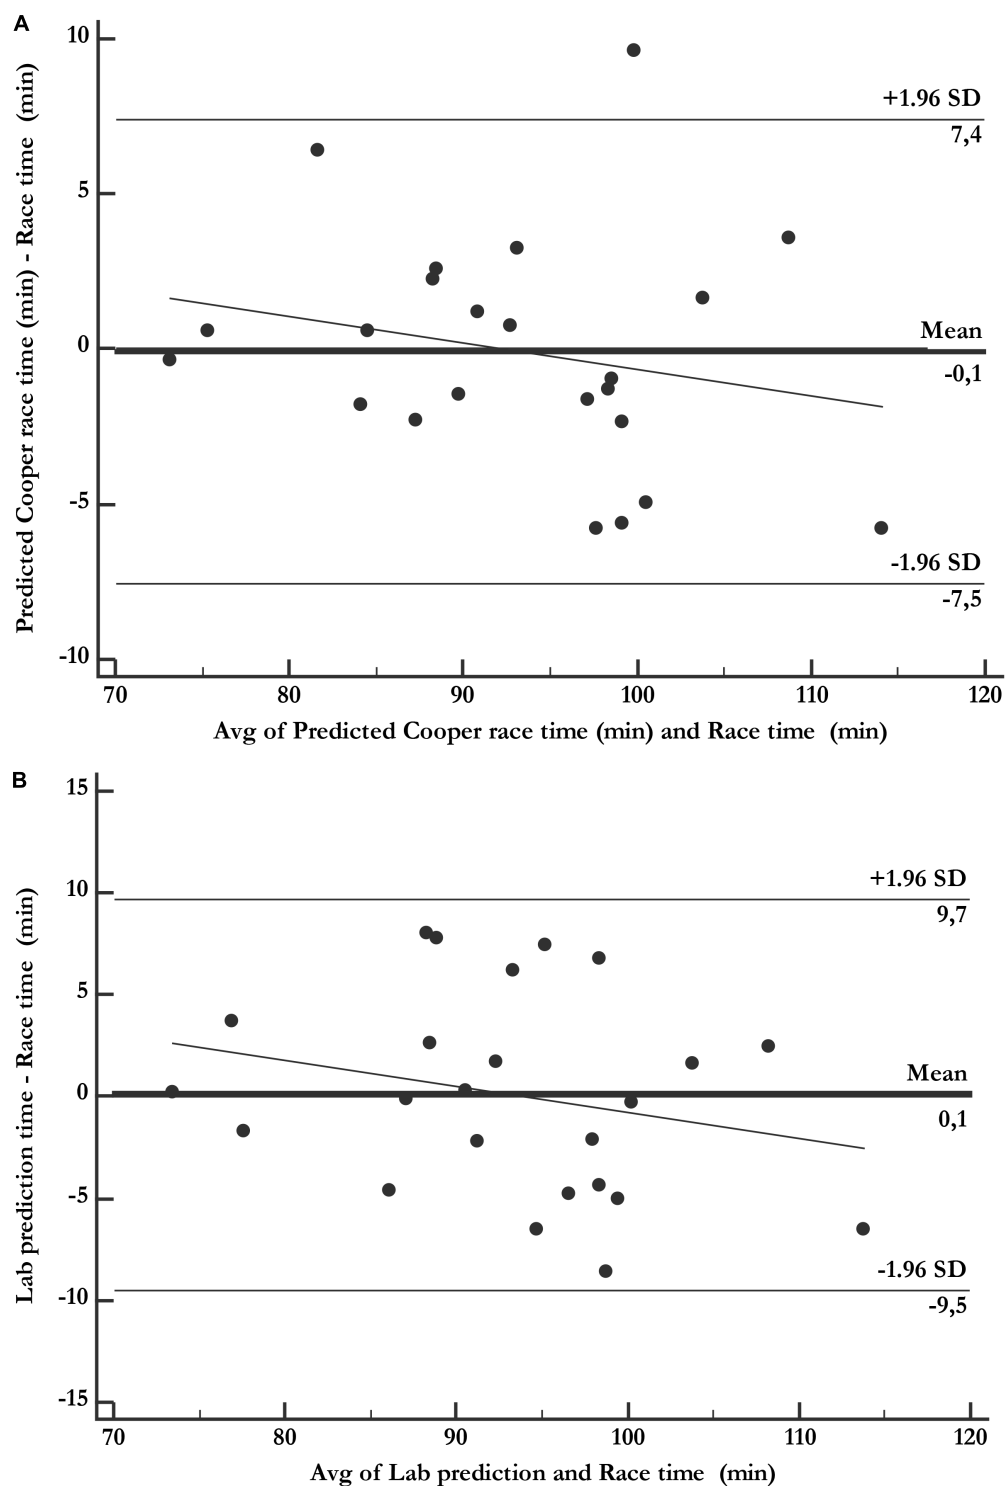 A
Predicted Cooper race time (min) - Race time (min)
10
5
0
-5
-10
+1.96 SD
7,4
Mean
-0,1
-1.96 SD
-7,5
70 80 90 100 110 120
Avg of Predicted Cooper race time (min) and Race time (min)
B
Lab prediction time - Race time (min)
15
10
5
0
-5
-10
-15
+1.96 SD
9,7
Mean
0,1
-1.96 SD
-9,5
70 80 90 100 110 120
Avg of Lab prediction and Race time (min)